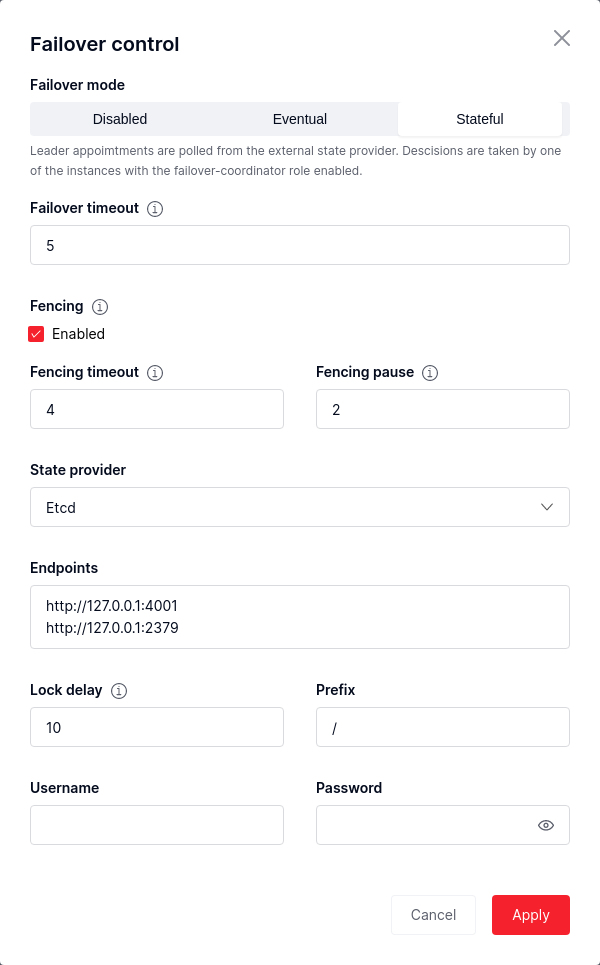 Failover control
Failover mode
Disabled Eventual Stateful
Leader appoimtments are polled from the external state provider. Descisions are taken by one
of the instances with the failover-coordinator role enabled.
Failover timeout
5
Fencing
Enabled
Fencing timeout Fencing pause
4 2
State provider
Etcd
Endpoints
http://127.0.0.1:4001
http://127.0.0.1:2379
Lock delay Prefix
10 /
Username Password
Cancel Apply